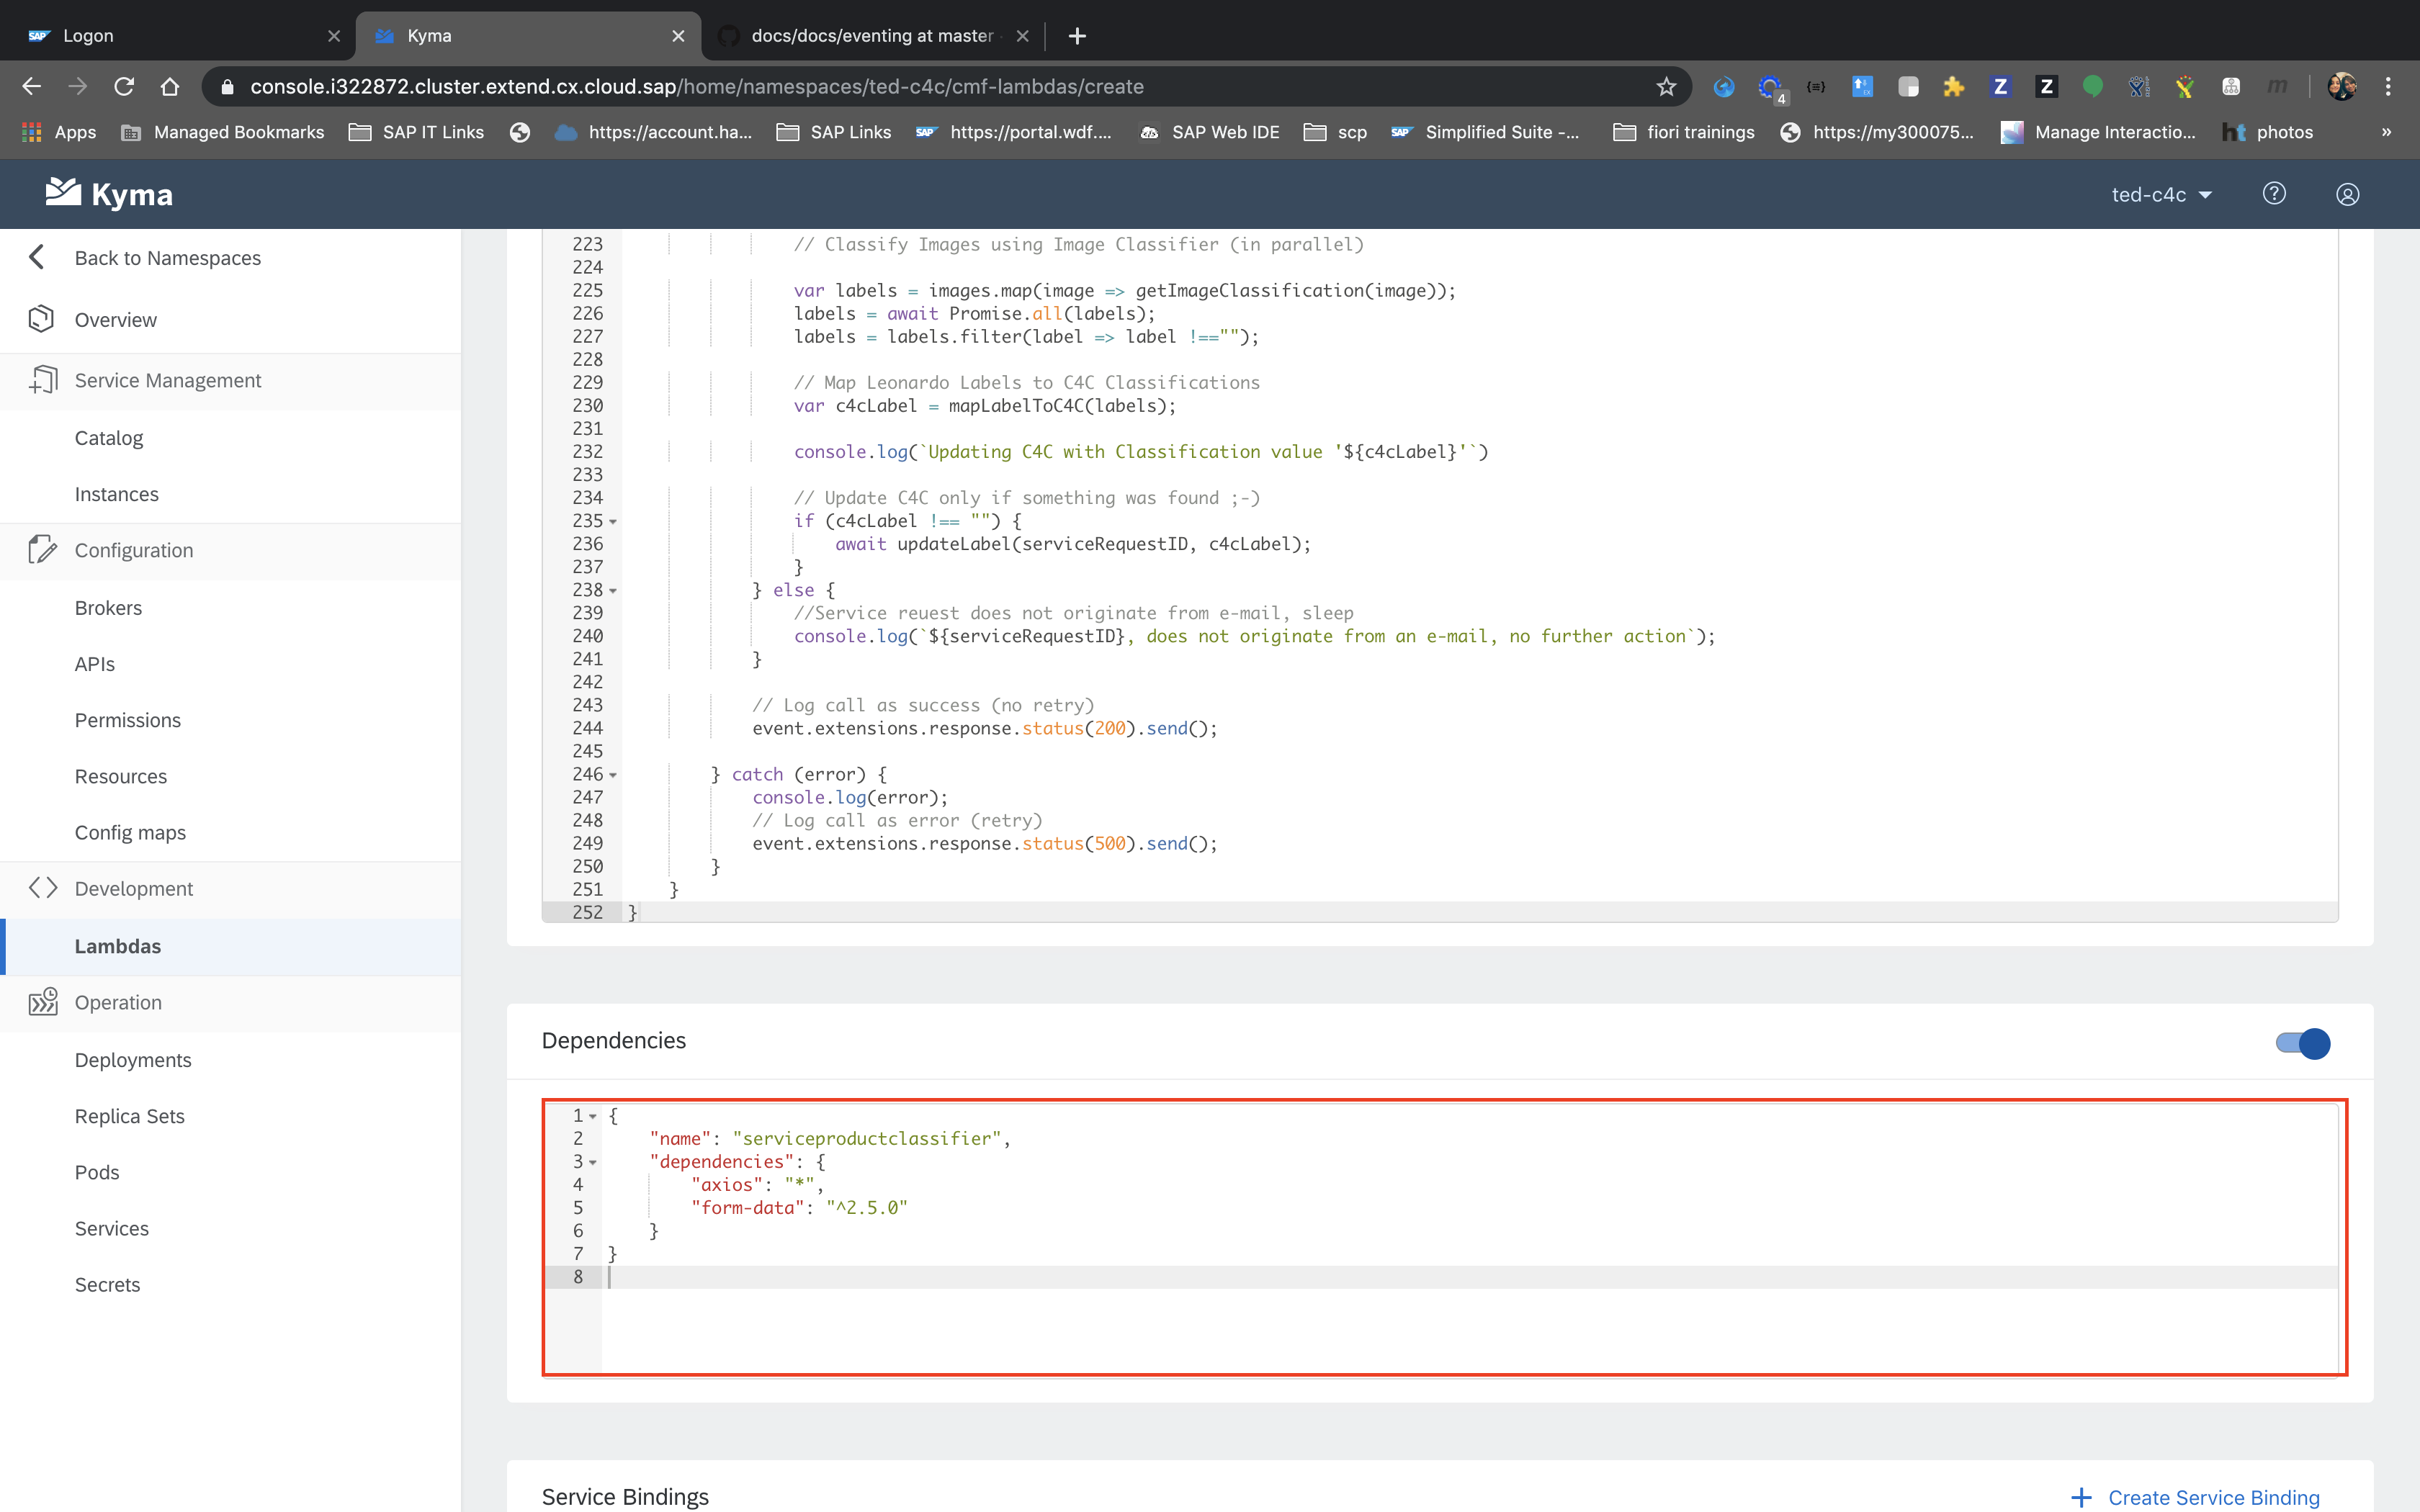 Logon
Kyma
docs/docs/eventing at master
console.i322872.cluster.extend.cx.cloud.sap/home/namespaces/ted-c4c/cmf-lambdas/create
4
Apps
Managed Bookmarks
SAP IT Links
https://account.ha...
SAP Links
SAP
https://portal.wdf....
SAP Web IDE
scp
SAP
Simplified Suite -...
fiori trainings
https://my300075...
Manage Interactio...
ht
photos
»
Kyma
ted-c4c
Back to Namespaces
Overview
Service Management
Catalog
Instances
Configuration
Brokers
APIs
Permissions
Resources
Config maps
Development
Lambdas
Operation
Deployments
Replica Sets
Pods
Services
Secrets
223 // Classify Images using Image Classifier (in parallel)
224
225 var labels = images.map(image => getImageClassification(image));
226 labels = await Promise.all(labels);
227 labels = labels.filter(label => label !=="");
228
229 // Map Leonardo Labels to C4C Classifications
230 var c4cLabel = mapLabelToC4C(labels);
231
232 console.log(`Updating C4C with Classification value '${c4cLabel}'`)
233
234 // Update C4C only if something was found ;-)
235 if (c4cLabel !== "") {
236 await updateLabel(serviceRequestID, c4cLabel);
237 }
238 } else {
239 //Service reuest does not originate from e-mail, sleep
240 console.log(`${serviceRequestID}, does not originate from an e-mail, no further action`);
241 }
242
243 // Log call as success (no retry)
244 event.extensions.response.status(200).send();
245
246 } catch (error) {
247 console.log(error);
248 // Log call as error (retry)
249 event.extensions.response.status(500).send();
250 }
251 }
252 }
Dependencies
1 {
2 "name": "serviceproductclassifier",
3 "dependencies": {
4 "axios": "*",
5 "form-data": "^2.5.0"
6 }
7 }
8
Service Bindings
+ Create Service Binding